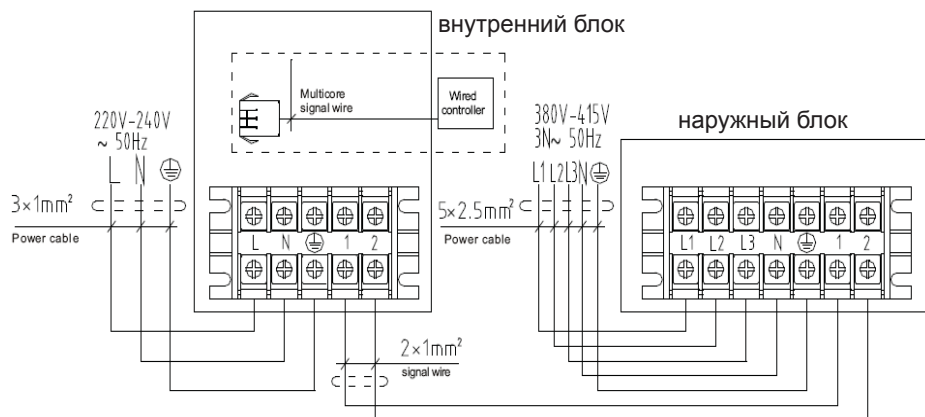 внутренний блок
Multicore
signal wire
Wired
controller
220V-240V
~ 50Hz
L N
3×1mm²
Power cable
L N 1 2
2×1mm²
signal wire
380V-415V
3N~ 50Hz
L1 L2 L3 N
5×2.5mm²
Power cable
наружный блок
L1 L2 L3 N 1 2